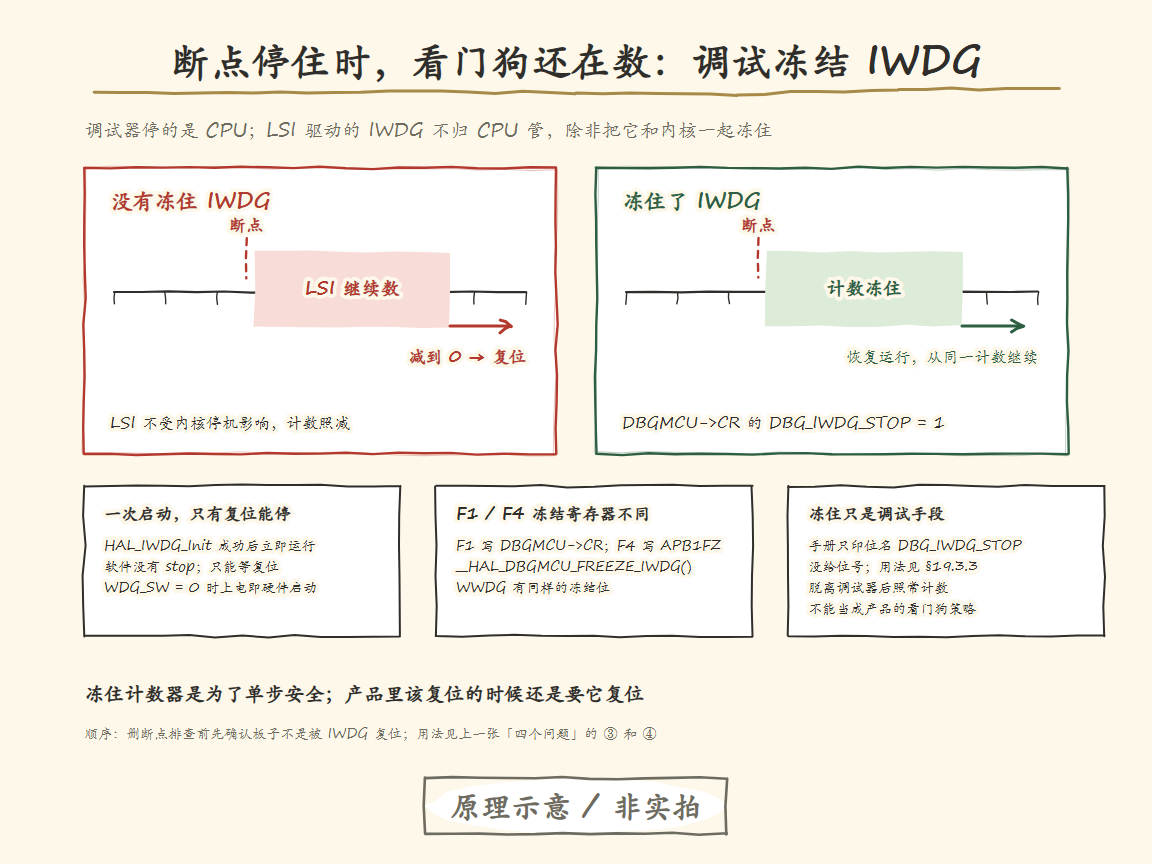 断点停住时，看门狗还在数：调试冻结 IWDG
调试器停的是 CPU；LSI 驱动的 IWDG 不归 CPU 管，除非把它和内核一起冻住
没有冻住 IWDG
断点
LSI 继续数
减到 0 → 复位
LSI 不受内核停机影响，计数照减
冻住了 IWDG
断点
计数冻住
恢复运行，从同一计数继续
DBGMCU->CR 的 DBG_IWDG_STOP = 1
一次启动，只有复位能停
HAL_IWDG_Init 成功后立即运行
软件没有 stop；只能等复位
WDG_SW = 0 时上电即硬件启动
F1 / F4 冻结寄存器不同
F1 写 DBGMCU->CR；F4 写 APB1FZ
__HAL_DBGMCU_FREEZE_IWDG()
WWDG 有同样的冻结位
冻住只是调试手段
手册只印位名 DBG_IWDG_STOP
没给位号；用法见 §19.3.3
脱离调试器后照常计数
不能当成产品的看门狗策略
冻住计数器是为了单步安全；产品里该复位的时候还是要它复位
顺序：删断点排查前先确认板子不是被 IWDG 复位；用法见上一张「四个问题」的 ③ 和 ④
原理示意 / 非实拍